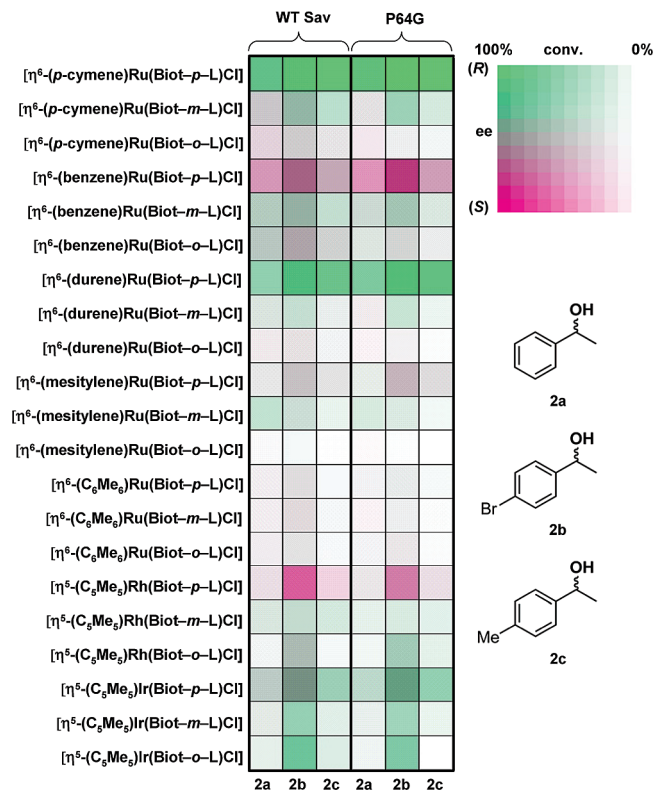 WT Sav P64G
100% conv. 0%
(R)
ee
(S)
[η⁶-(p-cymene)Ru(Biot–p–L)Cl]
[η⁶-(p-cymene)Ru(Biot–m–L)Cl]
[η⁶-(p-cymene)Ru(Biot–o–L)Cl]
[η⁶-(benzene)Ru(Biot–p–L)Cl]
[η⁶-(benzene)Ru(Biot–m–L)Cl]
[η⁶-(benzene)Ru(Biot–o–L)Cl]
[η⁶-(durene)Ru(Biot–p–L)Cl]
[η⁶-(durene)Ru(Biot–m–L)Cl]
[η⁶-(durene)Ru(Biot–o–L)Cl]
[η⁶-(mesitylene)Ru(Biot–p–L)Cl]
[η⁶-(mesitylene)Ru(Biot–m–L)Cl]
[η⁶-(mesitylene)Ru(Biot–o–L)Cl]
[η⁶-(C₆Me₆)Ru(Biot–p–L)Cl]
[η⁶-(C₆Me₆)Ru(Biot–m–L)Cl]
[η⁶-(C₆Me₆)Ru(Biot–o–L)Cl]
[η⁵-(C₅Me₅)Rh(Biot–p–L)Cl]
[η⁵-(C₅Me₅)Rh(Biot–m–L)Cl]
[η⁵-(C₅Me₅)Rh(Biot–o–L)Cl]
[η⁵-(C₅Me₅)Ir(Biot–p–L)Cl]
[η⁵-(C₅Me₅)Ir(Biot–m–L)Cl]
[η⁵-(C₅Me₅)Ir(Biot–o–L)Cl]
2a 2b 2c 2a 2b 2c
OH
2a
OH
Br
2b
OH
Me
2c